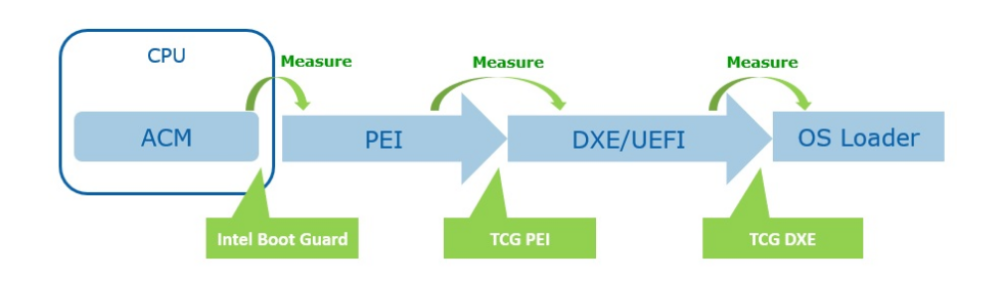 CPU
Measure
Measure
Measure
ACM
PEI
DXE/UEFI
OS Loader
Intel Boot Guard
TCG PEI
TCG DXE